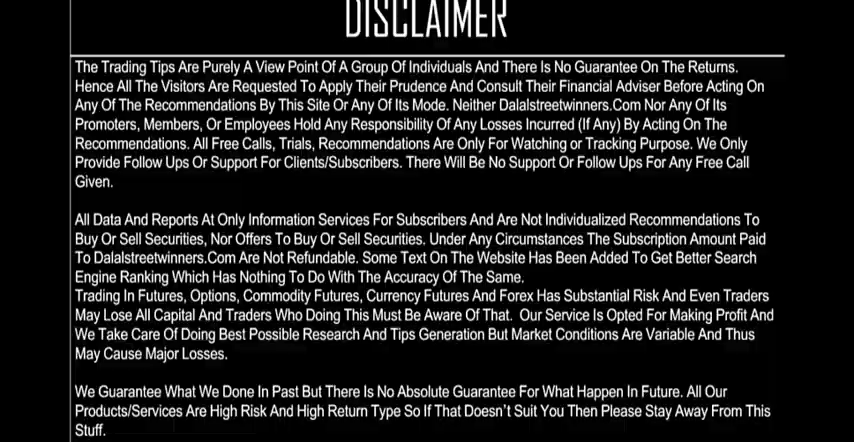 DISCLAIMER
The Trading Tips Are Purely A View Point Of A Group Of Individuals And There Is No Guarantee On The Returns.
Hence All The Visitors Are Requested To Apply Their Prudence And Consult Their Financial Adviser Before Acting On
Any Of The Recommendations By This Site Or Any Of Its Mode. Neither Dalalstreetwinners.Com Nor Any Of Its
Promoters, Members, Or Employees Hold Any Responsibility Of Any Losses Incurred (If Any) By Acting On The
Recommendations. All Free Calls, Trials, Recommendations Are Only For Watching or Tracking Purpose. We Only
Provide Follow Ups Or Support For Clients/Subscribers. There Will Be No Support Or Follow Ups For Any Free Call
Given.
All Data And Reports At Only Information Services For Subscribers And Are Not Individualized Recommendations To
Buy Or Sell Securities, Nor Offers To Buy Or Sell Securities. Under Any Circumstances The Subscription Amount Paid
To Dalalstreetwinners.Com Are Not Refundable. Some Text On The Website Has Been Added To Get Better Search
Engine Ranking Which Has Nothing To Do With The Accuracy Of The Same.
Trading In Futures, Options, Commodity Futures, Currency Futures And Forex Has Substantial Risk And Even Traders
May Lose All Capital And Traders Who Doing This Must Be Aware Of That. Our Service Is Opted For Making Profit And
We Take Care Of Doing Best Possible Research And Tips Generation But Market Conditions Are Variable And Thus
May Cause Major Losses.
We Guarantee What We Done In Past But There Is No Absolute Guarantee For What Happen In Future. All Our
Products/Services Are High Risk And High Return Type So If That Doesn't Suit You Then Please Stay Away From This
Stuff.